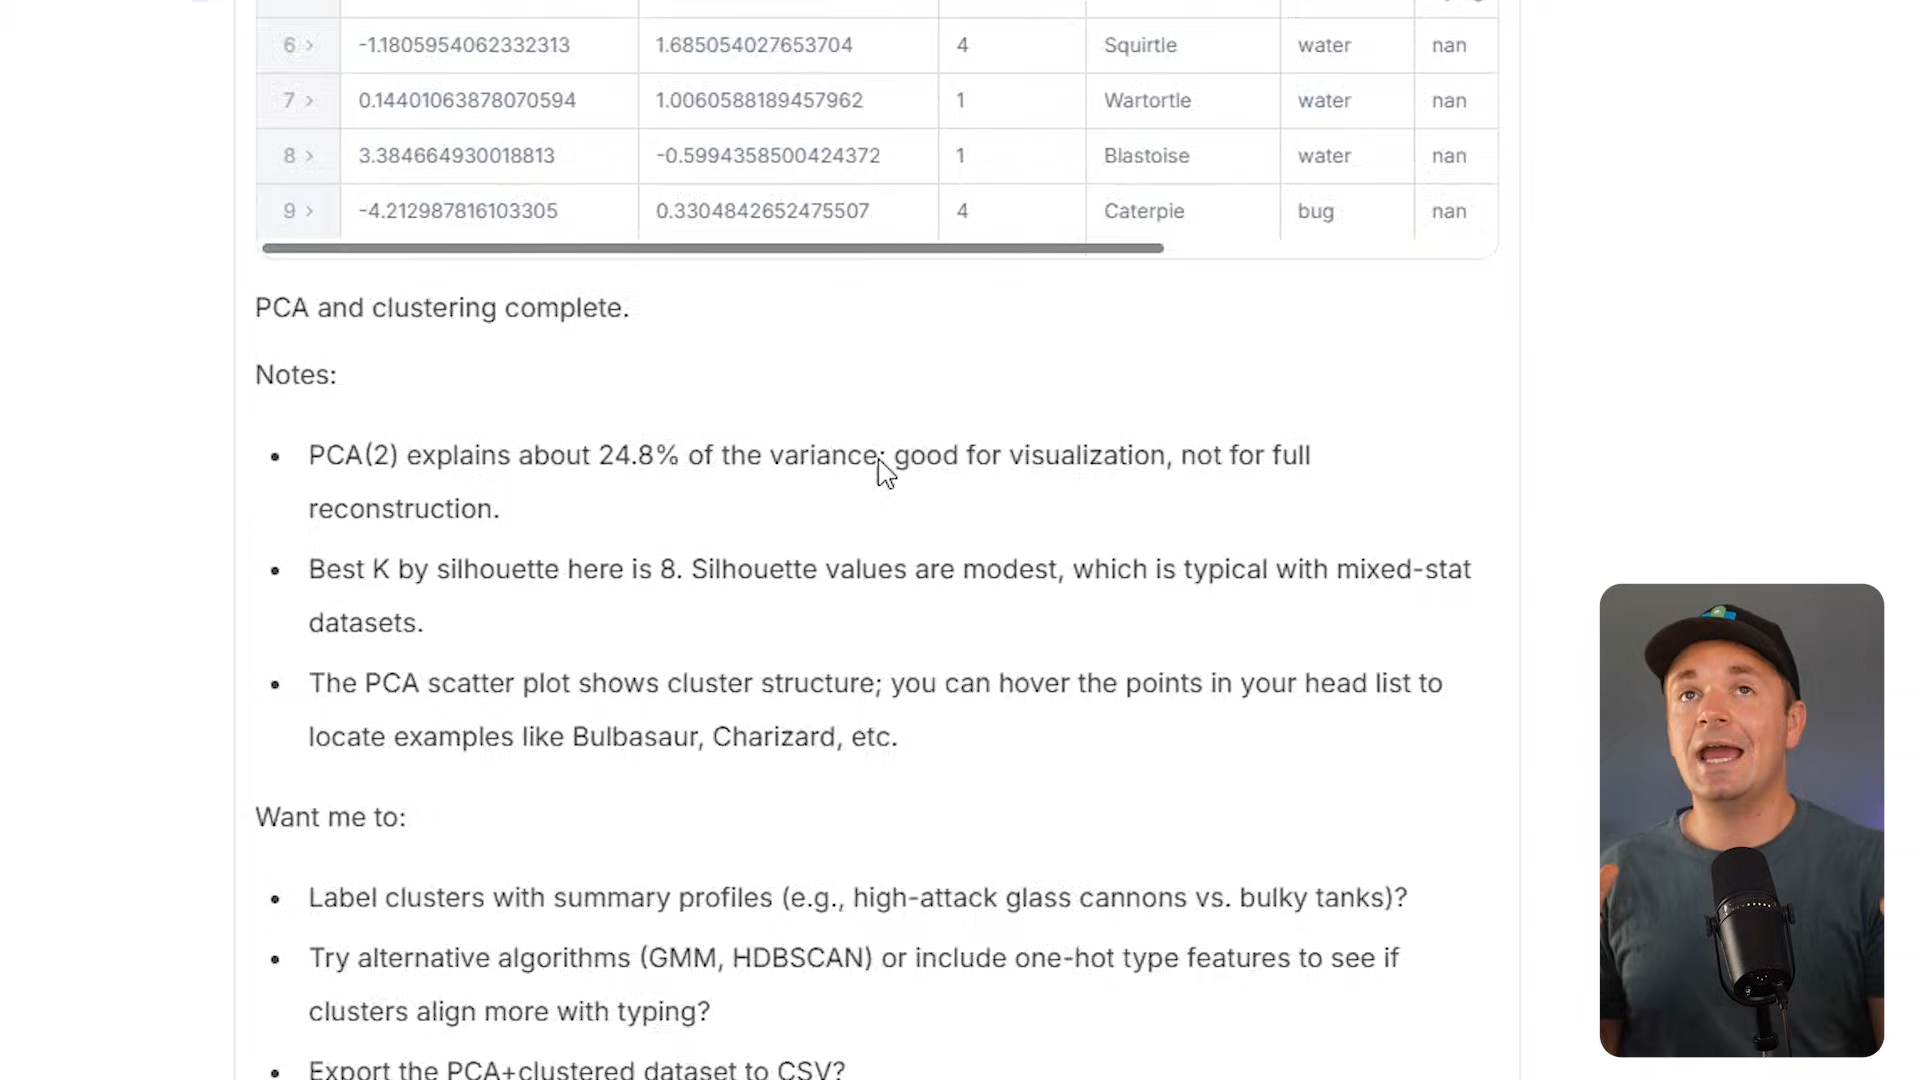 6 > -1.1805954062332313 1.685054027653704 4 Squirtle water nan
7 > 0.14401063878070594 1.0060588189457962 1 Wartortle water nan
8 > 3.384664930018813 -0.5994358500424372 1 Blastoise water nan
9 > -4.212987816103305 0.3304842652475507 4 Caterpie bug nan
PCA and clustering complete.
Notes:
• PCA(2) explains about 24.8% of the variance; good for visualization, not for full
reconstruction.
• Best K by silhouette here is 8. Silhouette values are modest, which is typical with mixed-stat
datasets.
• The PCA scatter plot shows cluster structure; you can hover the points in your head list to
locate examples like Bulbasaur, Charizard, etc.
Want me to:
• Label clusters with summary profiles (e.g., high-attack glass cannons vs. bulky tanks)?
• Try alternative algorithms (GMM, HDBSCAN) or include one-hot type features to see if
clusters align more with typing?
• Export the PCA+clustered dataset to CSV?